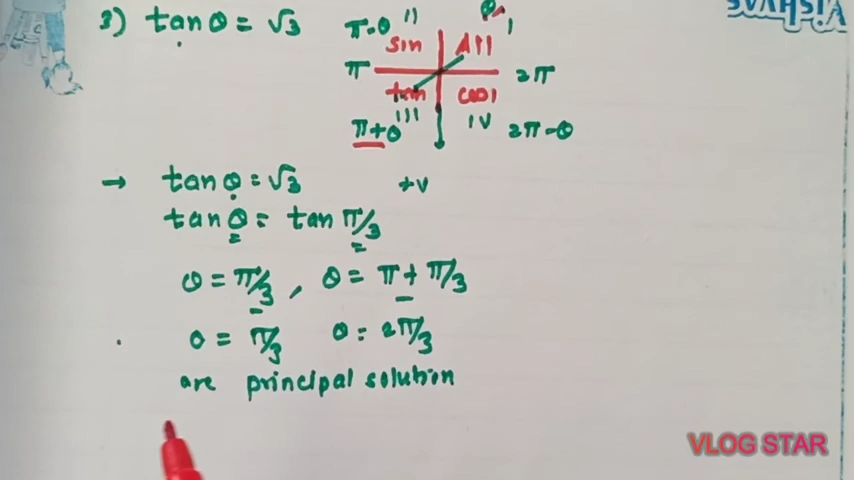 3) tan θ = √3
π-θ II I
sin All
π 2π
tan cos
π+θ III IV 2π-θ
→ tan θ = √3 +v
tan θ = tan π/3
θ = π/3 , θ = π + π/3
θ = π/3 θ = 2π/3
are principal solution
VISHWAS
VLOG STAR